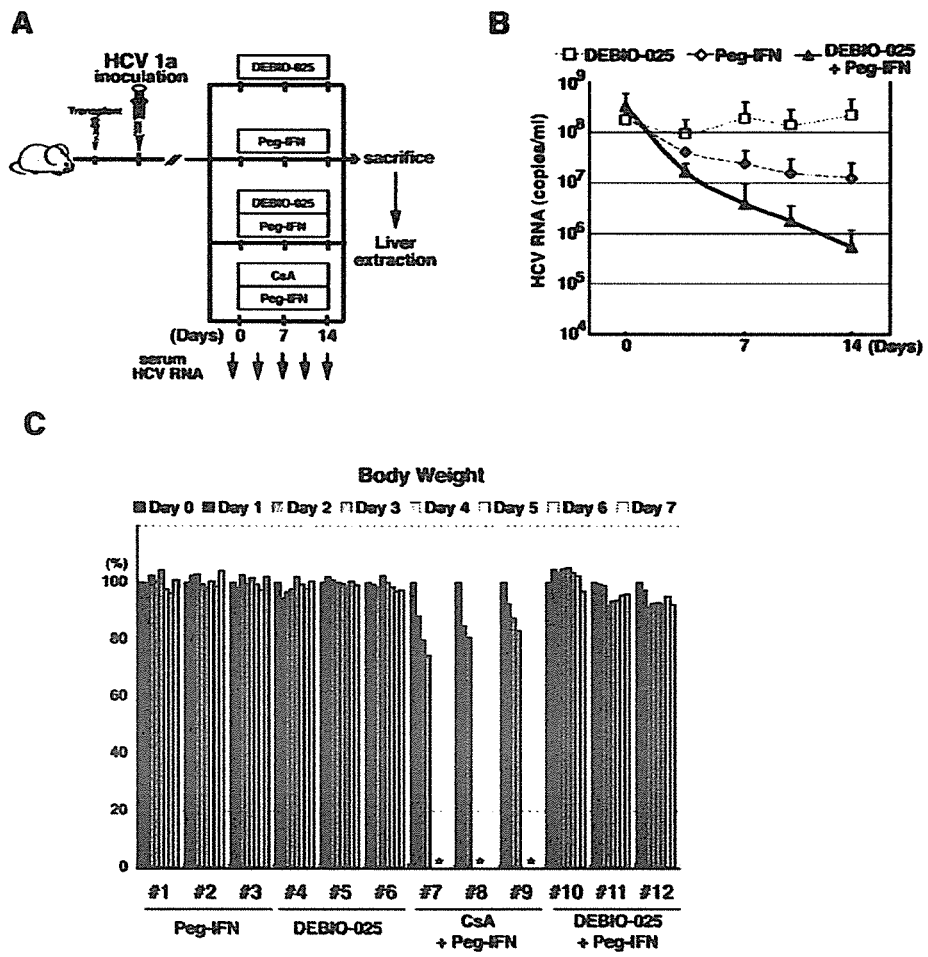 A
HCV 1a
inoculation
Transplant
DEBIO-025
Peg-IFN
sacrifice
DEBIO-025
Peg-IFN
Liver
extraction
CsA
Peg-IFN
(Days) 0 7 14
serum
HCV RNA
B
DEBIO-025 Peg-IFN DEBIO-025
+ Peg-IFN
HCV RNA (copies/ml)
10⁹
10⁸
10⁷
10⁶
10⁵
10⁴
0 7 14 (Days)
C
Body Weight
Day 0 Day 1 Day 2 Day 3 Day 4 Day 5 Day 6 Day 7
(%)
100
80
60
40
20
0
* * *
#1 #2 #3 #4 #5 #6 #7 #8 #9 #10 #11 #12
Peg-IFN DEBIO-025 CsA
+ Peg-IFN DEBIO-025
+ Peg-IFN